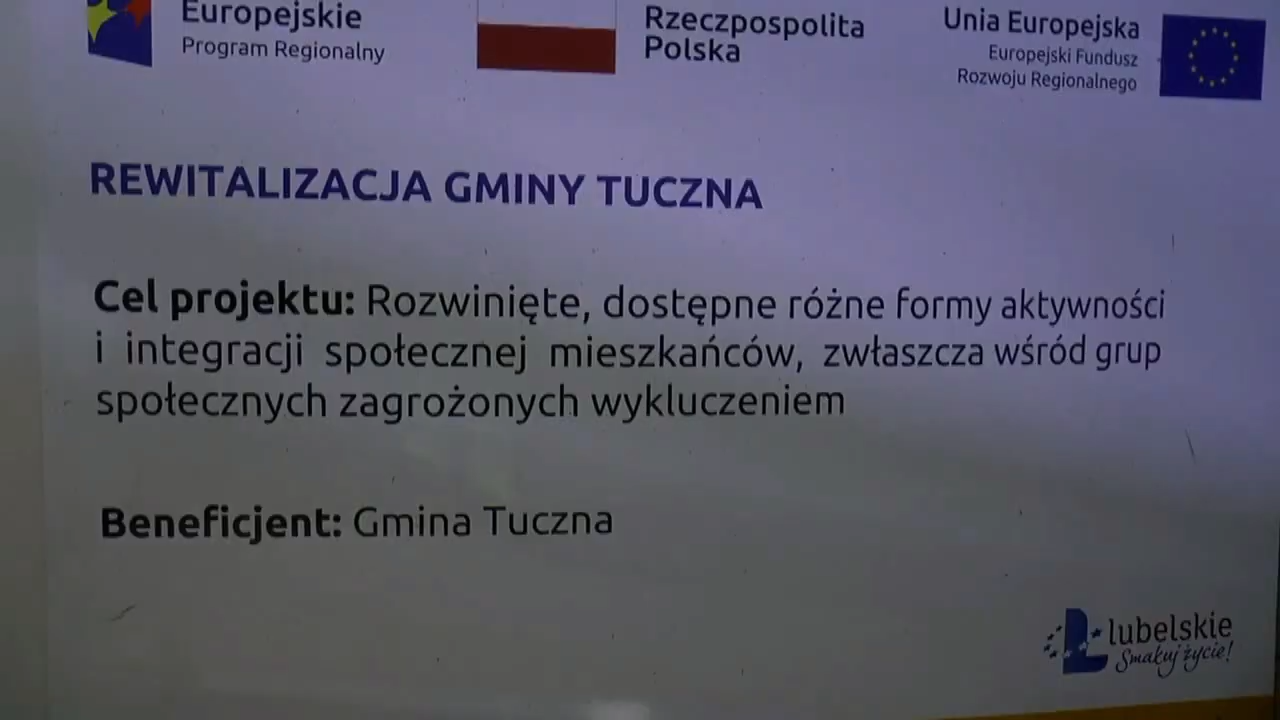 Europejskie
Program Regionalny
Rzeczpospolita
Polska
Unia Europejska
Europejski Fundusz
Rozwoju Regionalnego
REWITALIZACJA GMINY TUCZNA
Cel projektu: Rozwinięte, dostępne różne formy aktywności
i integracji społecznej mieszkańców, zwłaszcza wśród grup
społecznych zagrożonych wykluczeniem
Beneficjent: Gmina Tuczna
lubelskie
Smakuj życie!